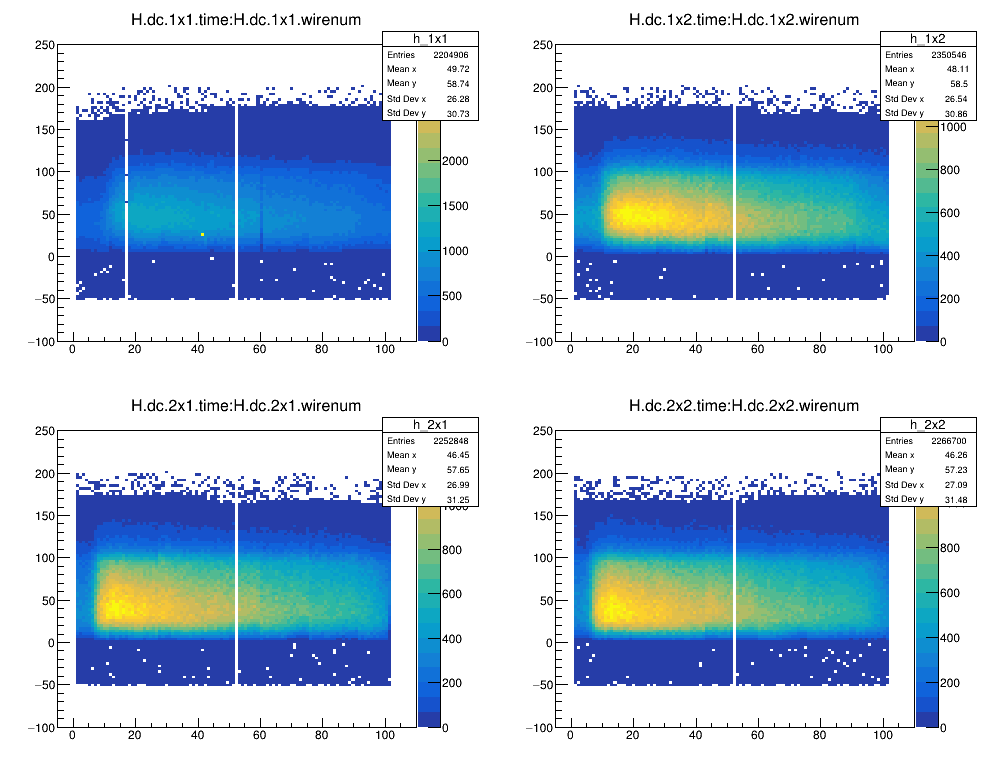 H.dc.1x1.time:H.dc.1x1.wirenum
h_1x1
Entries 2204906
Mean x 49.72
Mean y 58.74
Std Dev x 26.28
Std Dev y 30.73
250
200
150
100
50
0
−50
−100
0 20 40 60 80 100
2000
1500
1000
500
0
H.dc.1x2.time:H.dc.1x2.wirenum
h_1x2
Entries 2350546
Mean x 48.11
Mean y 58.5
Std Dev x 26.54
Std Dev y 30.86
250
200
150
100
50
0
−50
−100
0 20 40 60 80 100
1000
800
600
400
200
0
H.dc.2x1.time:H.dc.2x1.wirenum
h_2x1
Entries 2252848
Mean x 46.45
Mean y 57.65
Std Dev x 26.99
Std Dev y 31.25
250
200
150
100
50
0
−50
−100
0 20 40 60 80 100
1000
800
600
400
200
0
H.dc.2x2.time:H.dc.2x2.wirenum
h_2x2
Entries 2266700
Mean x 46.26
Mean y 57.23
Std Dev x 27.09
Std Dev y 31.48
250
200
150
100
50
0
−50
−100
0 20 40 60 80 100
800
600
400
200
0